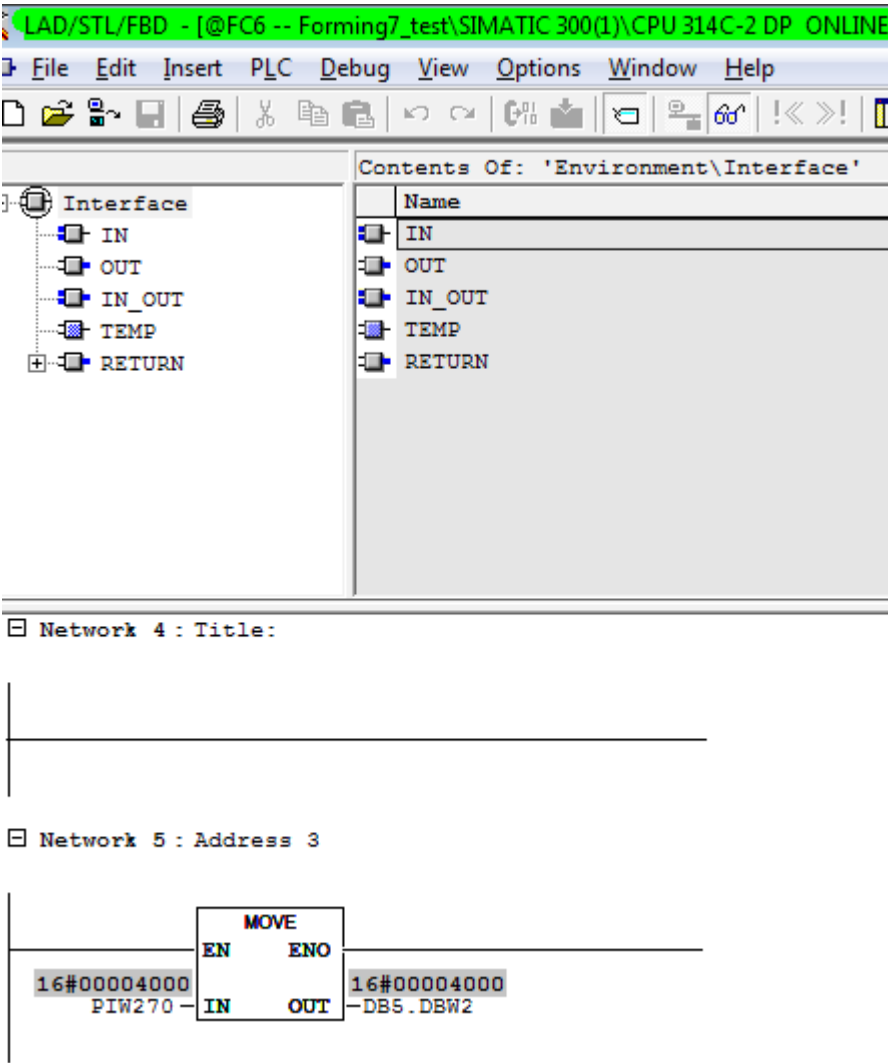 LAD/STL/FBD - [@FC6 -- Forming7_test\SIMATIC 300(1)\CPU 314C-2 DP ONLINE
File Edit Insert PLC Debug View Options Window Help
Contents Of: 'Environment\Interface'
Interface
IN
OUT
IN_OUT
TEMP
RETURN
Name
IN
OUT
IN_OUT
TEMP
RETURN
Network 4 : Title:
Network 5 : Address 3
MOVE
EN ENO
16#00004000 16#00004000
PIW270 IN OUT DB5.DBW2